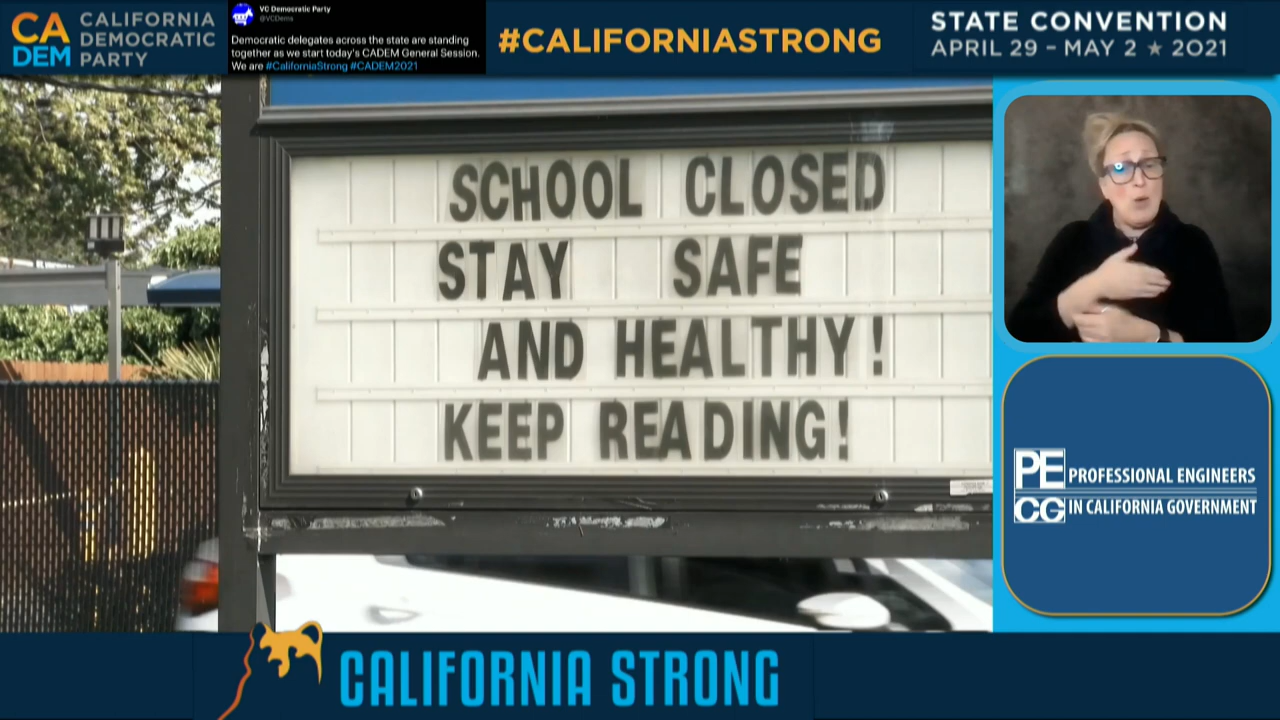 CA
DEM
CALIFORNIA
DEMOCRATIC
PARTY
VC Democratic Party
@VCDems
Democratic delegates across the state are standing
together as we start today's CADEM General Session.
We are #CaliforniaStrong #CADEM2021
#CALIFORNIASTRONG
STATE CONVENTION
APRIL 29 – MAY 2 ★ 2021
SCHOOL CLOSED
STAY SAFE
AND HEALTHY!
KEEP READING!
PE
CG
PROFESSIONAL ENGINEERS
IN CALIFORNIA GOVERNMENT
CALIFORNIA STRONG